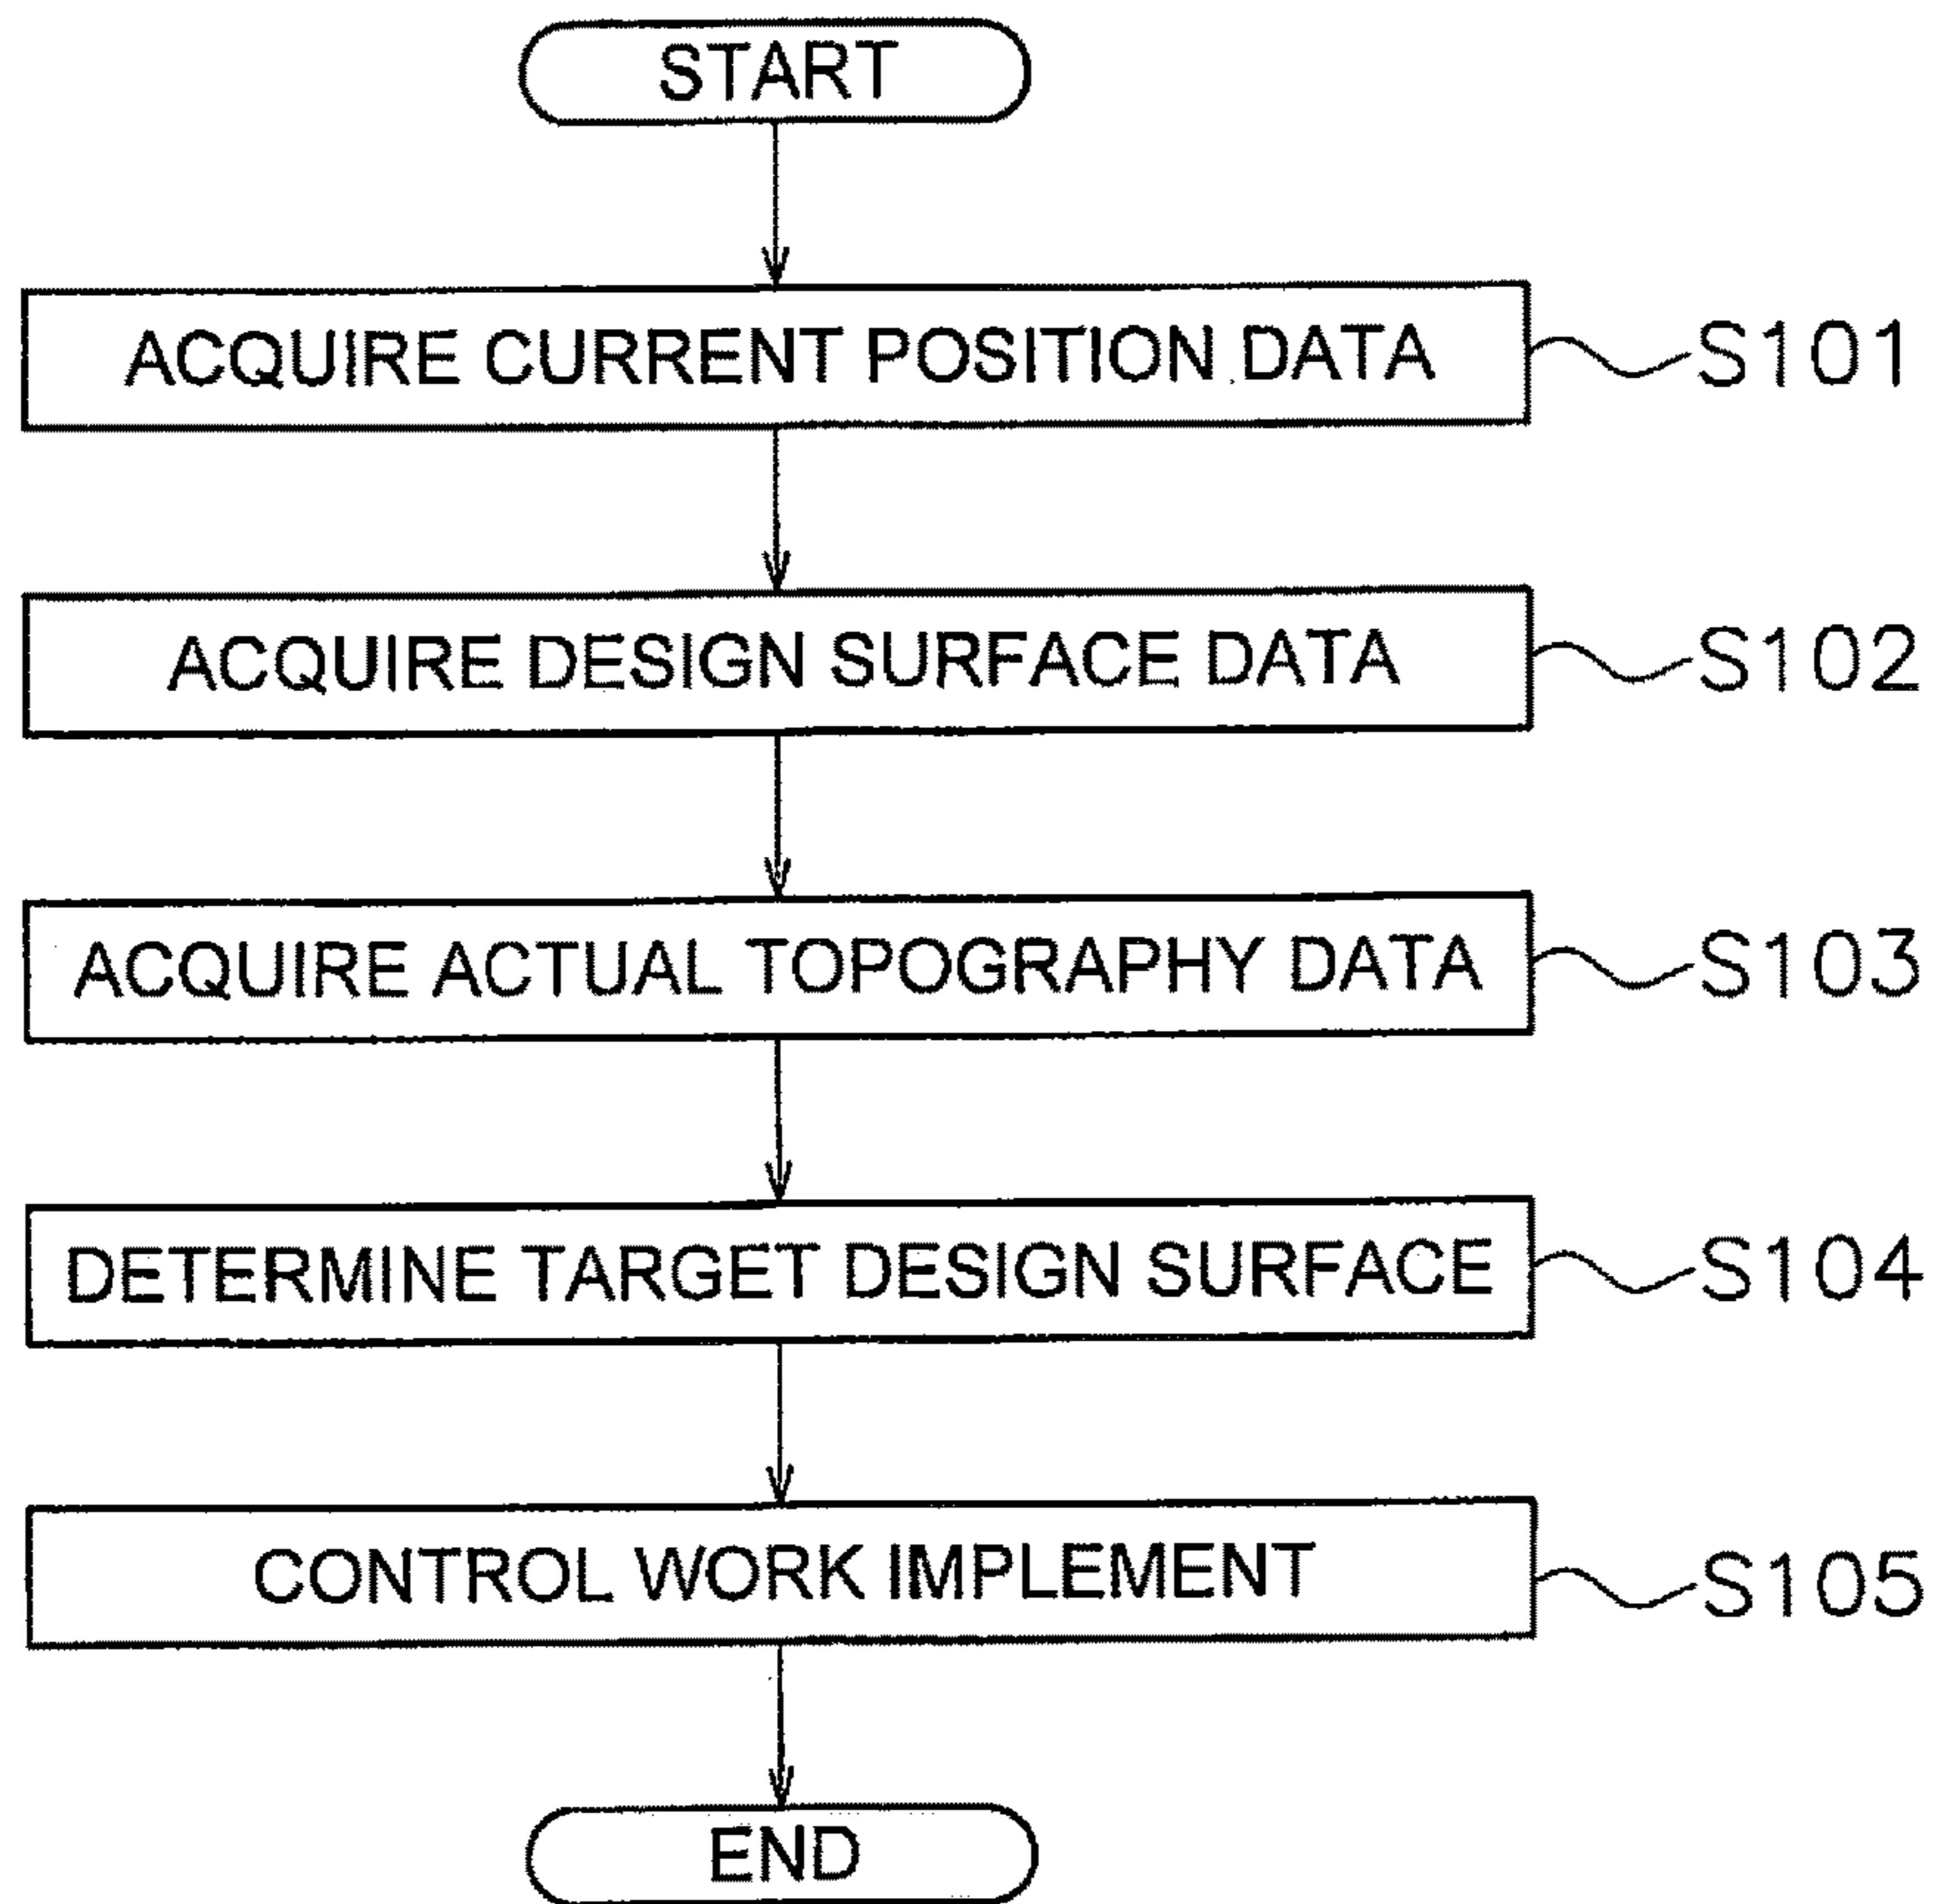 START
ACQUIRE CURRENT POSITION DATA S101
ACQUIRE DESIGN SURFACE DATA S102
ACQUIRE ACTUAL TOPOGRAPHY DATA S103
DETERMINE TARGET DESIGN SURFACE S104
CONTROL WORK IMPLEMENT S105
END